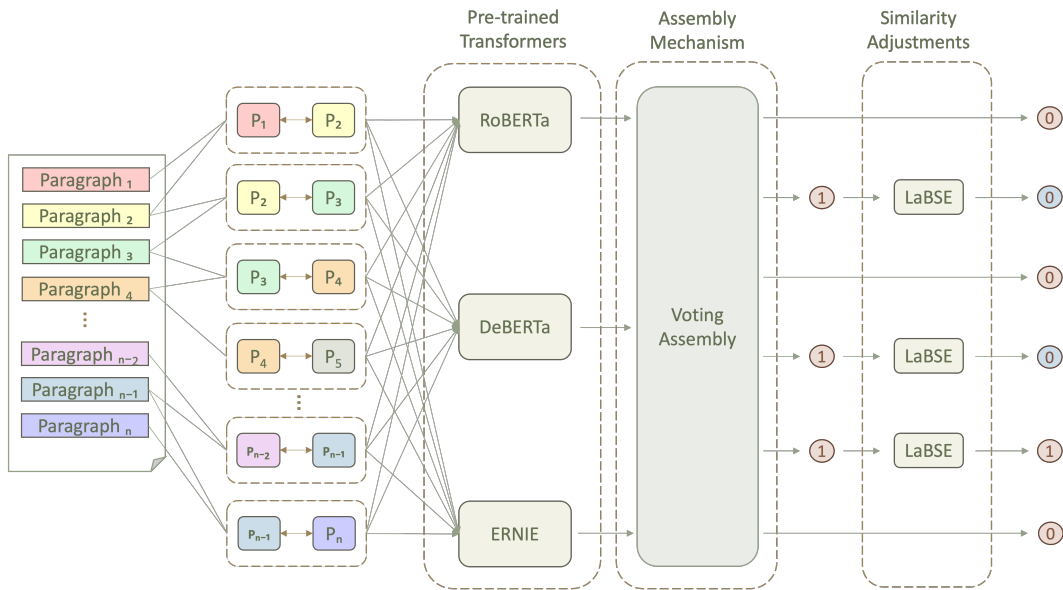 Pre-trained
Transformers
Assembly
Mechanism
Similarity
Adjustments
Paragraph 1
Paragraph 2
Paragraph 3
Paragraph 4
Paragraph n-2
Paragraph n-1
Paragraph n
P1 P2
P2 P3
P3 P4
P4 P5
Pn-2 Pn-1
Pn-1 Pn
RoBERTa
DeBERTa
ERNIE
Voting
Assembly
0
1 LaBSE 0
0
1 LaBSE 0
1 LaBSE 1
0